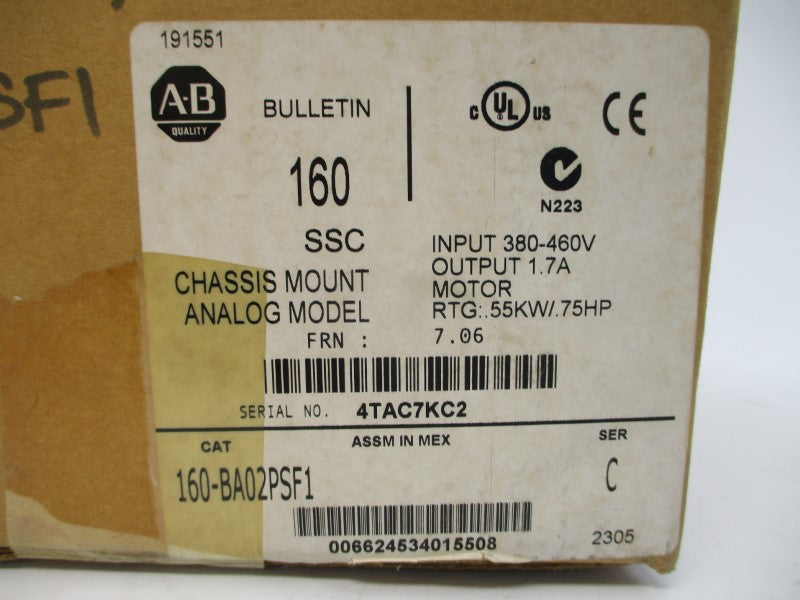 SF1
191551
A-B
QUALITY
BULLETIN
160
SSC
CHASSIS MOUNT
ANALOG MODEL
C UL US
CE
N223
INPUT 380-460V
OUTPUT 1.7A
MOTOR
RTG:.55KW/.75HP
FRN : 7.06
SERIAL NO. 4TAC7KC2
CAT
ASSM IN MEX
SER
160-BA02PSF1
C
006624534015508
2305